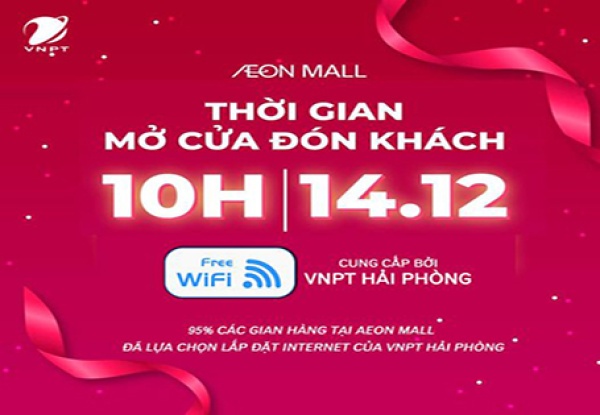 VNPT
ÆON MALL
THỜI GIAN
MỞ CỬA ĐÓN KHÁCH
10H | 14.12
Free
WiFi
CUNG CẤP BỞI
VNPT HẢI PHÒNG
95% CÁC GIAN HÀNG TẠI AEON MALL
ĐÃ LỰA CHỌN LẮP ĐẶT INTERNET CỦA VNPT HẢI PHÒNG